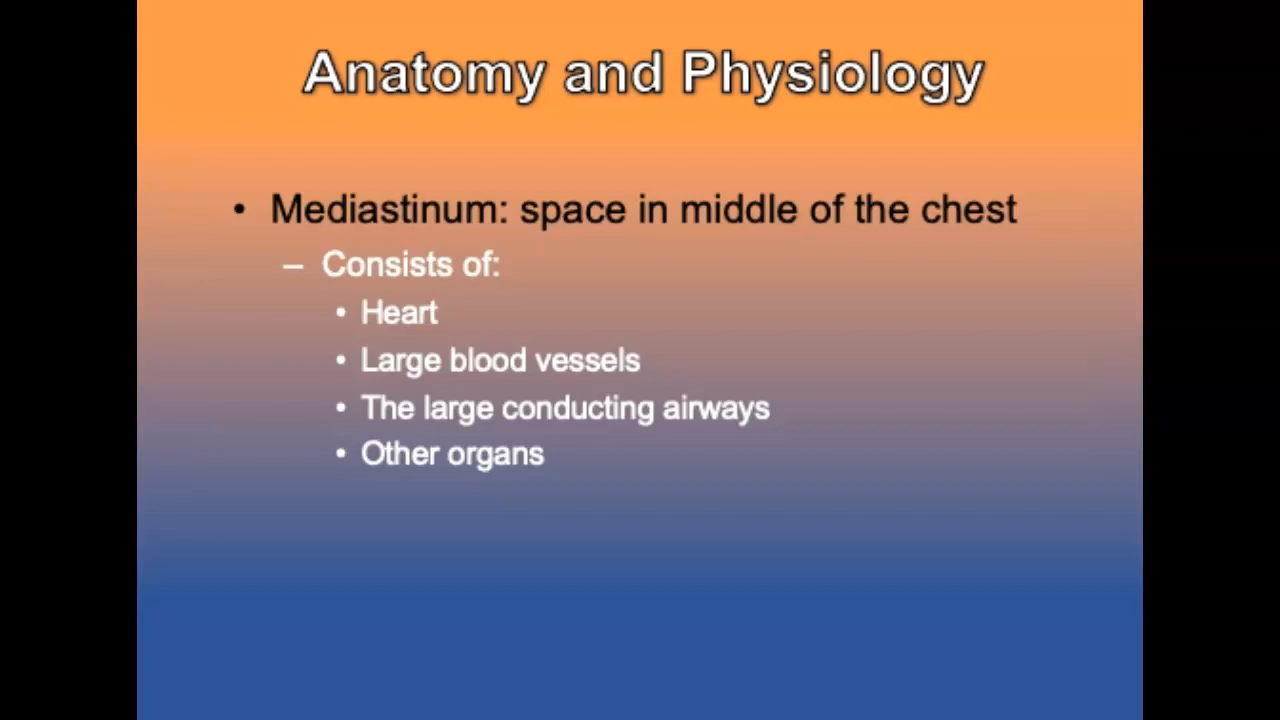 Anatomy and Physiology
• Mediastinum: space in middle of the chest
– Consists of:
• Heart
• Large blood vessels
• The large conducting airways
• Other organs